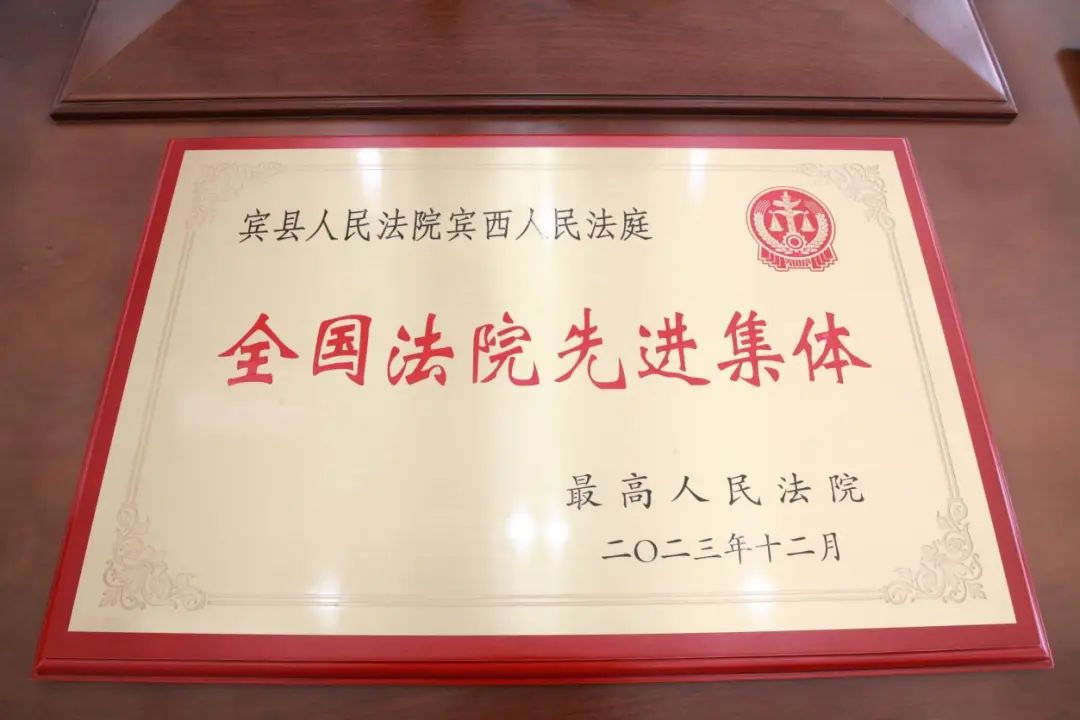 宾县人民法院宾西人民法庭
全国法院先进集体
最高人民法院
二〇二三年十二月